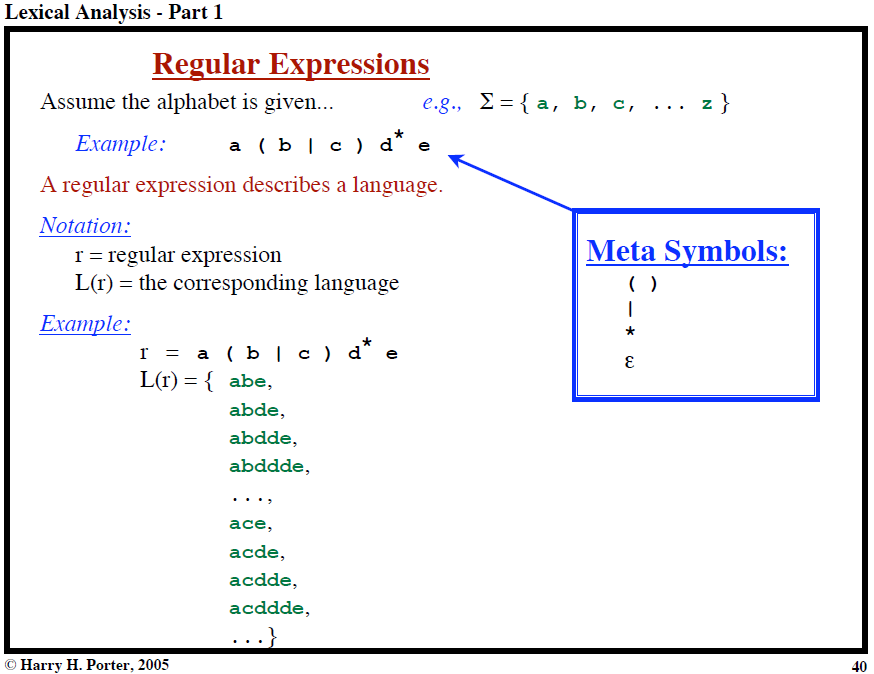 Lexical Analysis - Part 1
Regular Expressions
Assume the alphabet is given... e.g., Σ = { a, b, c, ... z }
Example: a ( b | c ) d* e
A regular expression describes a language.
Notation:
r = regular expression
L(r) = the corresponding language
Meta Symbols:
( )
|
*
ε
Example:
r = a ( b | c ) d* e
L(r) = { abe,
abde,
abdde,
abddde,
...,
ace,
acde,
acdde,
acddde,
...}
© Harry H. Porter, 2005 40